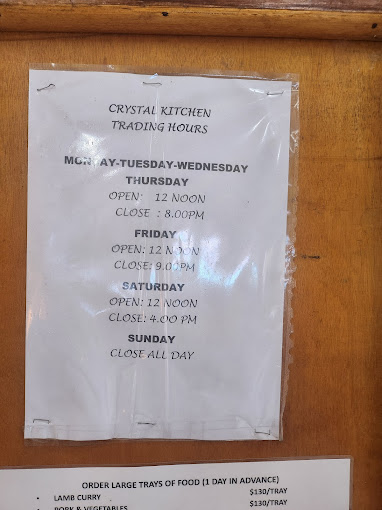 CRYSTAL KITCHEN
TRADING HOURS
MONDAY-TUESDAY-WEDNESDAY
THURSDAY
OPEN: 12 NOON
CLOSE : 8.00PM
FRIDAY
OPEN: 12 NOON
CLOSE: 9.00PM
SATURDAY
OPEN: 12 NOON
CLOSE: 4.00 PM
SUNDAY
CLOSE ALL DAY
ORDER LARGE TRAYS OF FOOD (1 DAY IN ADVANCE)
• LAMB CURRY $130/TRAY
• PORK & VEGETABLES $130/TRAY